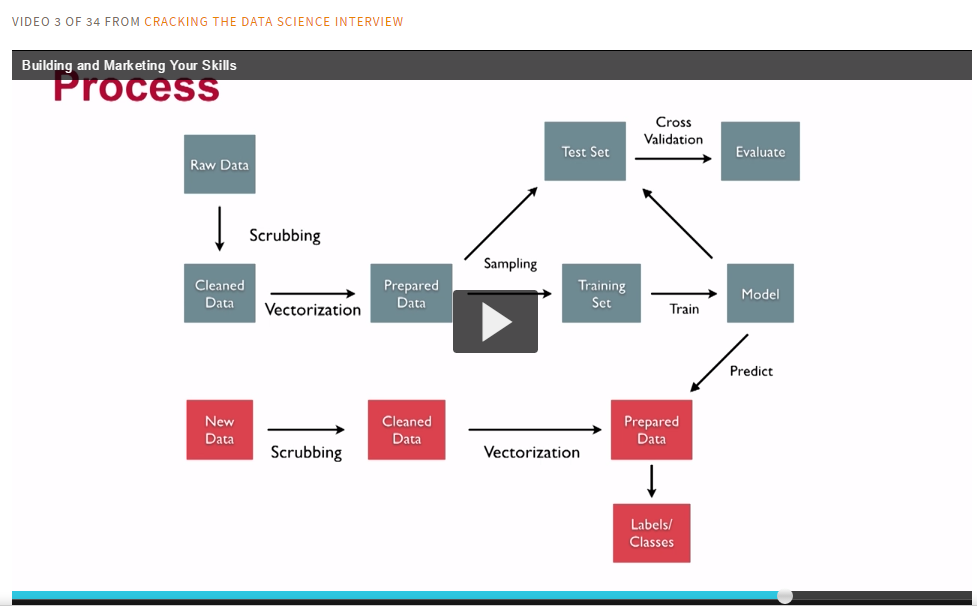 VIDEO 3 OF 34 FROM CRACKING THE DATA SCIENCE INTERVIEW
Building and Marketing Your Skills
Process
Cross
Validation
Raw Data
Test Set
Evaluate
Scrubbing
Sampling
Cleaned
Data
Vectorization
Prepared
Data
Training
Set
Train
Model
Predict
New
Data
Scrubbing
Cleaned
Data
Vectorization
Prepared
Data
Labels/
Classes